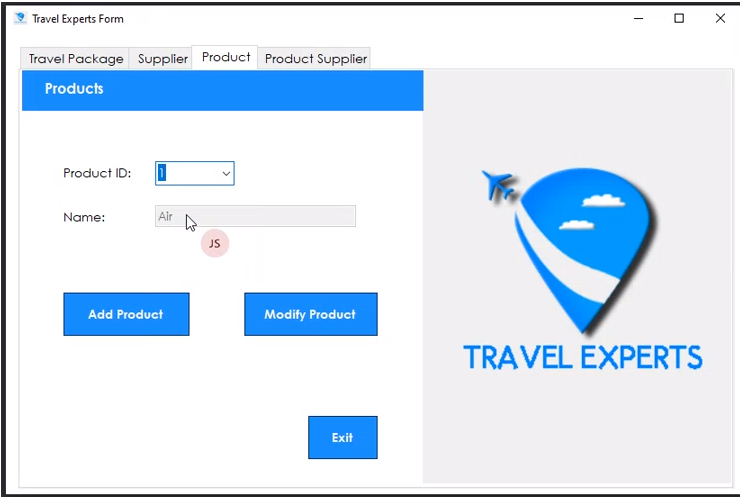 Travel Experts Form
Travel Package Supplier Product Product Supplier
Products
Product ID: 1
Name: Air
JS
Add Product Modify Product
TRAVEL EXPERTS
Exit